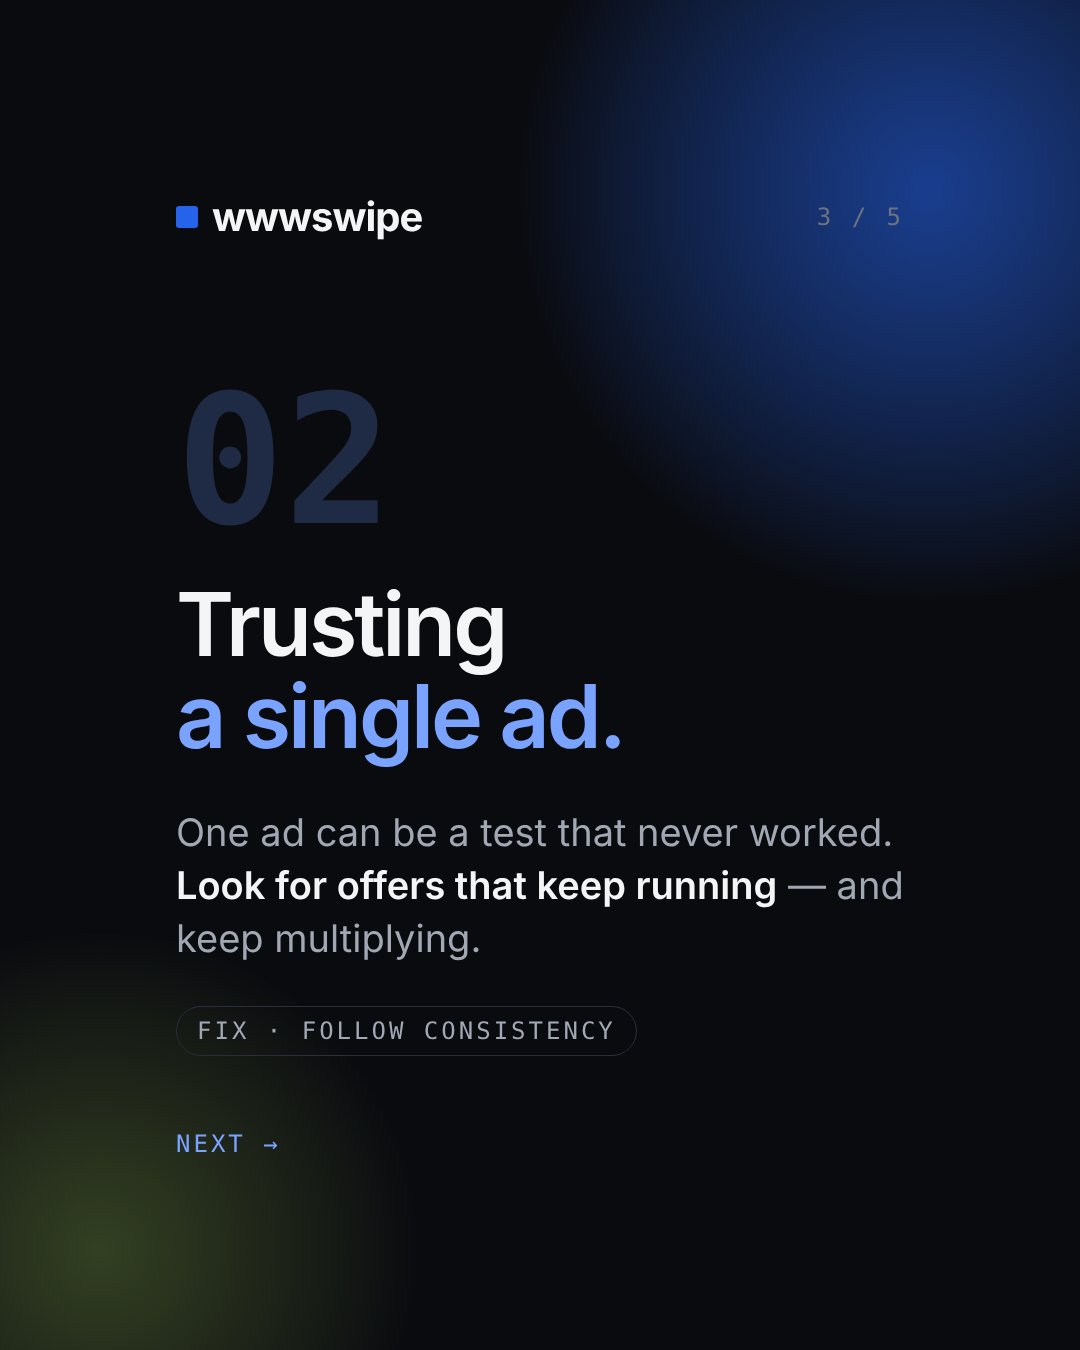 wwwswipe
3 / 5
02
Trusting
a single ad.
One ad can be a test that never worked.
Look for offers that keep running — and
keep multiplying.
FIX · FOLLOW CONSISTENCY
NEXT →